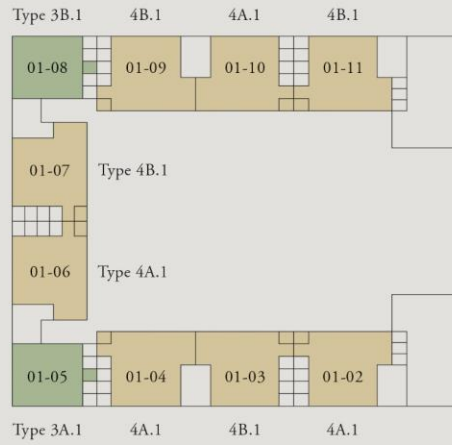 Type 3B.1 4B.1 4A.1 4B.1
01-08 01-09 01-10 01-11
01-07 Type 4B.1
01-06 Type 4A.1
01-05 01-04 01-03 01-02
Type 3A.1 4A.1 4B.1 4A.1